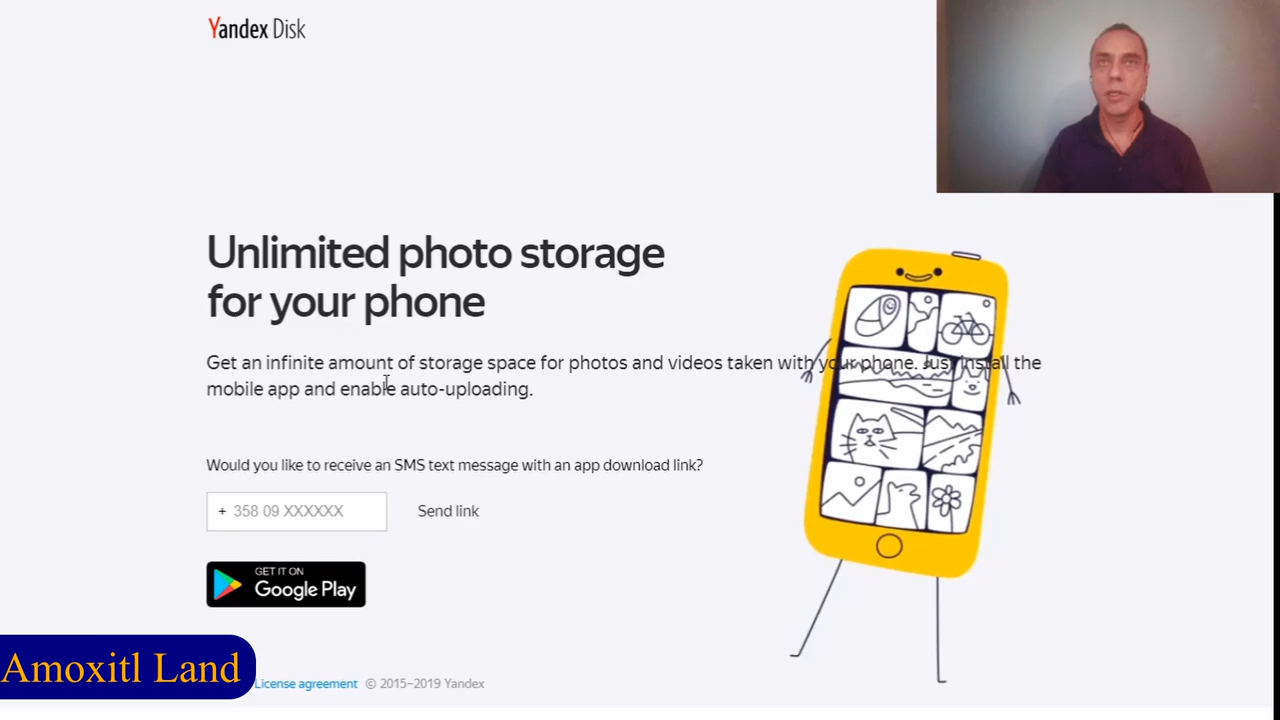 Yandex Disk
Unlimited photo storage
for your phone
Get an infinite amount of storage space for photos and videos taken with your phone. Just install the
mobile app and enable auto-uploading.
Would you like to receive an SMS text message with an app download link?
+ 358 09 XXXXXX
Send link
GET IT ON
Google Play
Amoxitl Land
License agreement © 2015–2019 Yandex